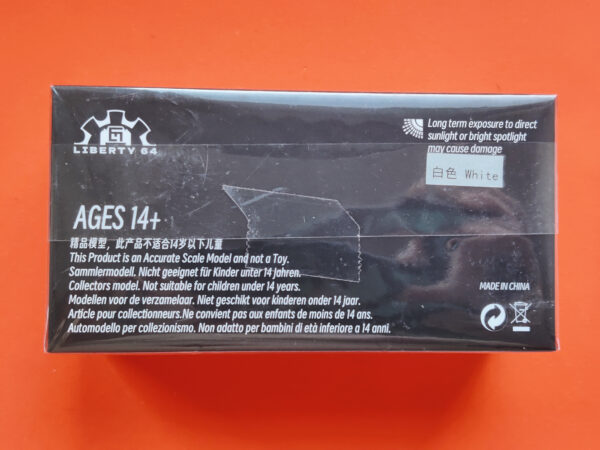 LIBERTY 64
Long term exposure to direct
sunlight or bright spotlight
may cause damage
白色 White
AGES 14+
精品模型，此产品不适合14岁以下儿童
This Product is an Accurate Scale Model and not a Toy.
Sammlermodell. Nicht geeignet für Kinder unter 14 jahren.
Collectors model. Not suitable for children under 14 years.
Modellen voor de verzamelaar. Niet geschikt voor kinderen onder 14 jaar.
Article pour collectionneurs.Ne convient pas aux enfants de moins de 14 ans.
Automodello per collezionismo. Non adatto per bambini di età inferiore a 14 anni.
MADE IN CHINA